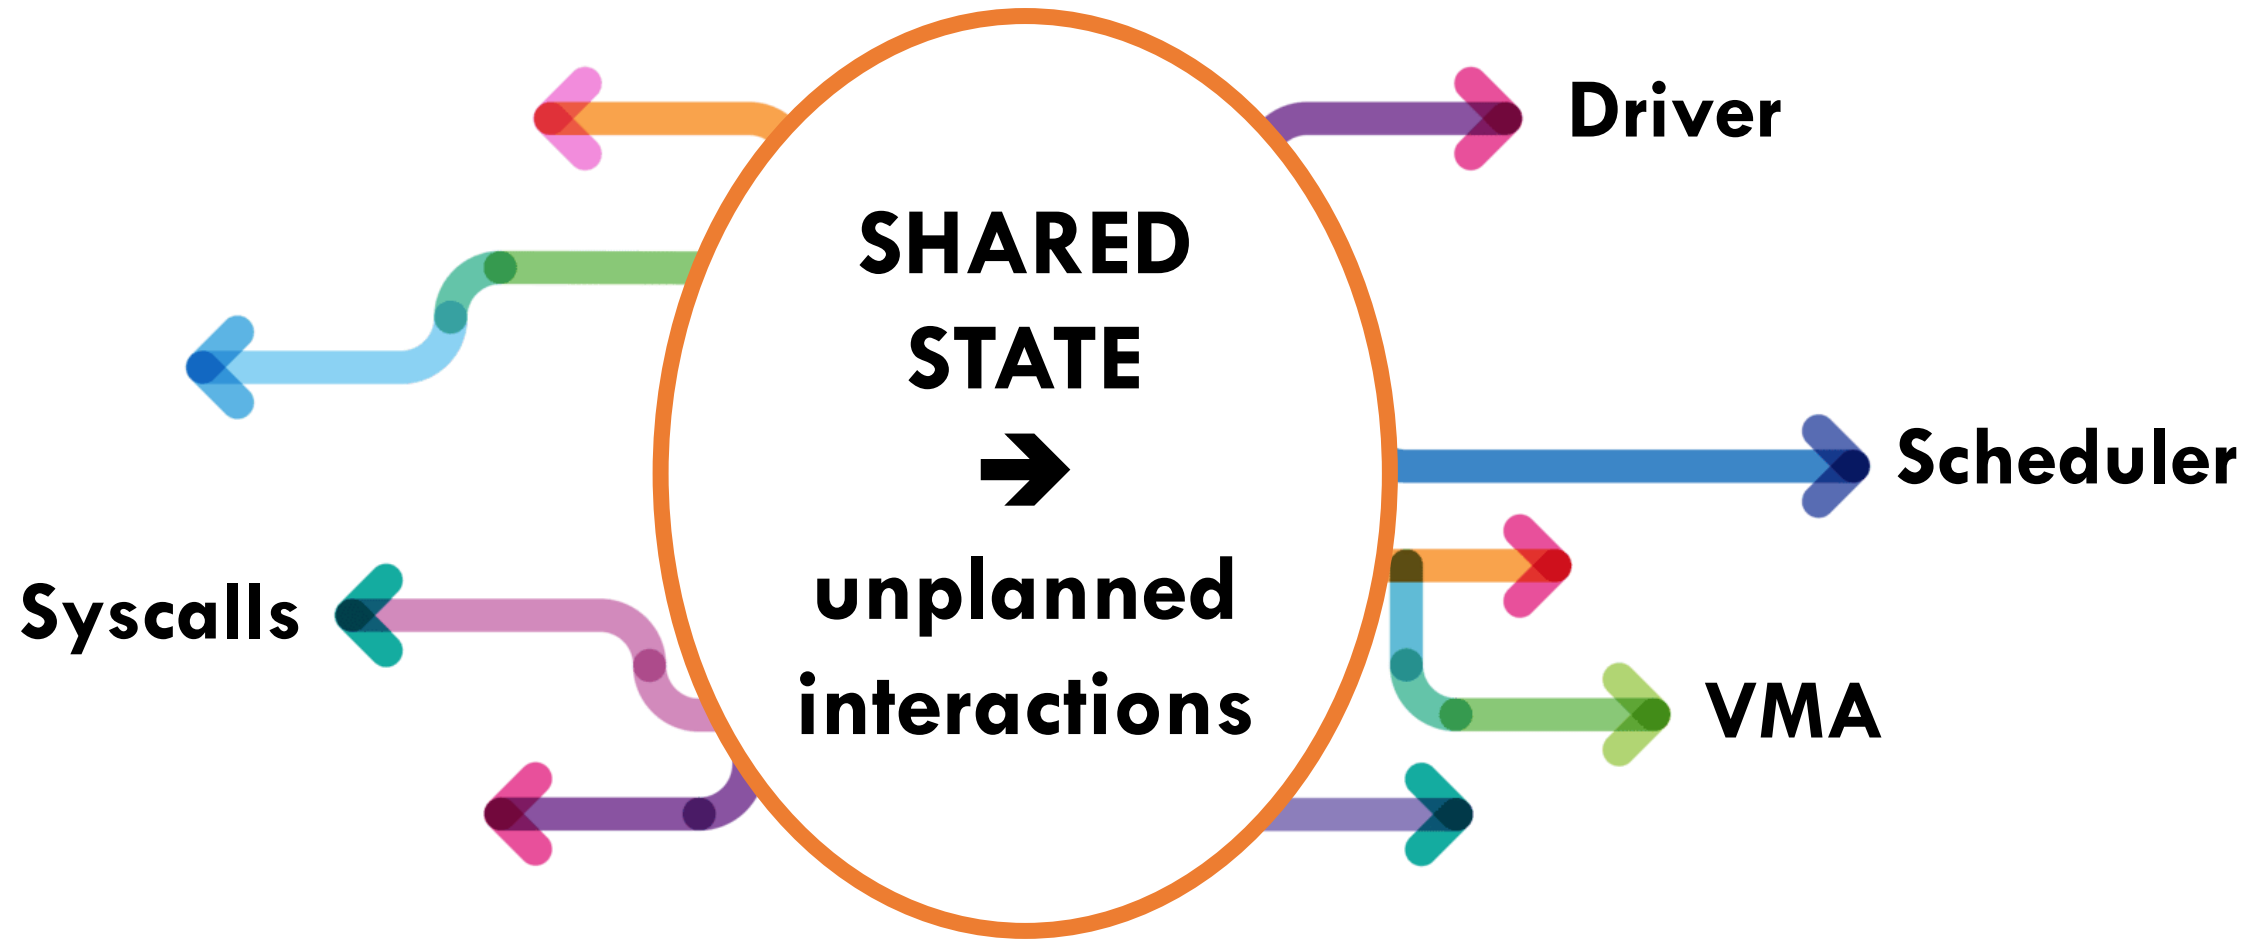 Driver
SHARED
STATE
➔
unplanned
interactions
Scheduler
Syscalls
VMA